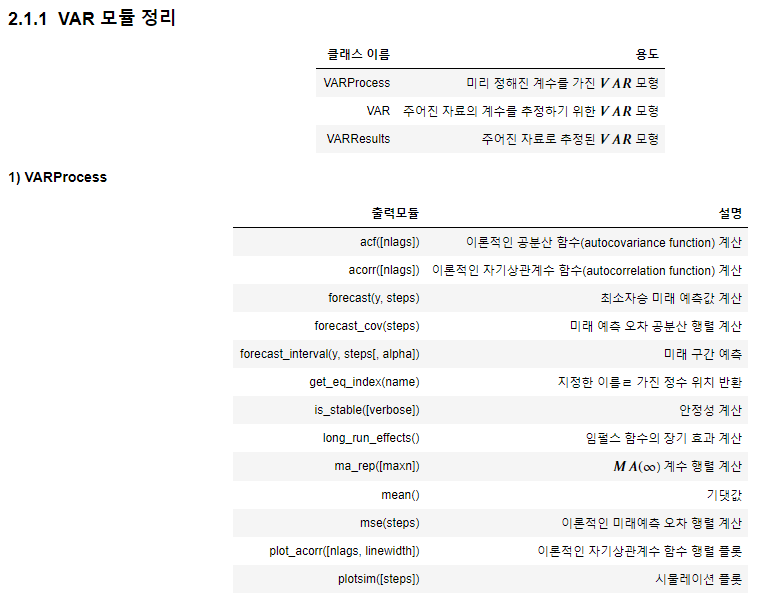 2.1.1 VAR 모듈 정리
클래스 이름 용도
VARProcess 미리 정해진 계수를 가진 VAR 모형
VAR 주어진 자료의 계수를 추정하기 위한 VAR 모형
VARResults 주어진 자료로 추정된 VAR 모형
1) VARProcess
출력모듈 설명
acf([nlags]) 이론적인 공분산 함수(autocovariance function) 계산
acorr([nlags]) 이론적인 자기상관계수 함수(autocorrelation function) 계산
forecast(y, steps) 최소자승 미래 예측값 계산
forecast_cov(steps) 미래 예측 오차 공분산 행렬 계산
forecast_interval(y, steps[, alpha]) 미래 구간 예측
get_eq_index(name) 지정한 이름ㄹ 가진 정수 위치 반환
is_stable([verbose]) 안정성 계산
long_run_effects() 임펄스 함수의 장기 효과 계산
ma_rep([maxn]) MA(∞) 계수 행렬 계산
mean() 기댓값
mse(steps) 이론적인 미래예측 오차 행렬 계산
plot_acorr([nlags, linewidth]) 이론적인 자기상관계수 함수 행렬 플롯
plotsim([steps]) 시뮬레이션 플롯